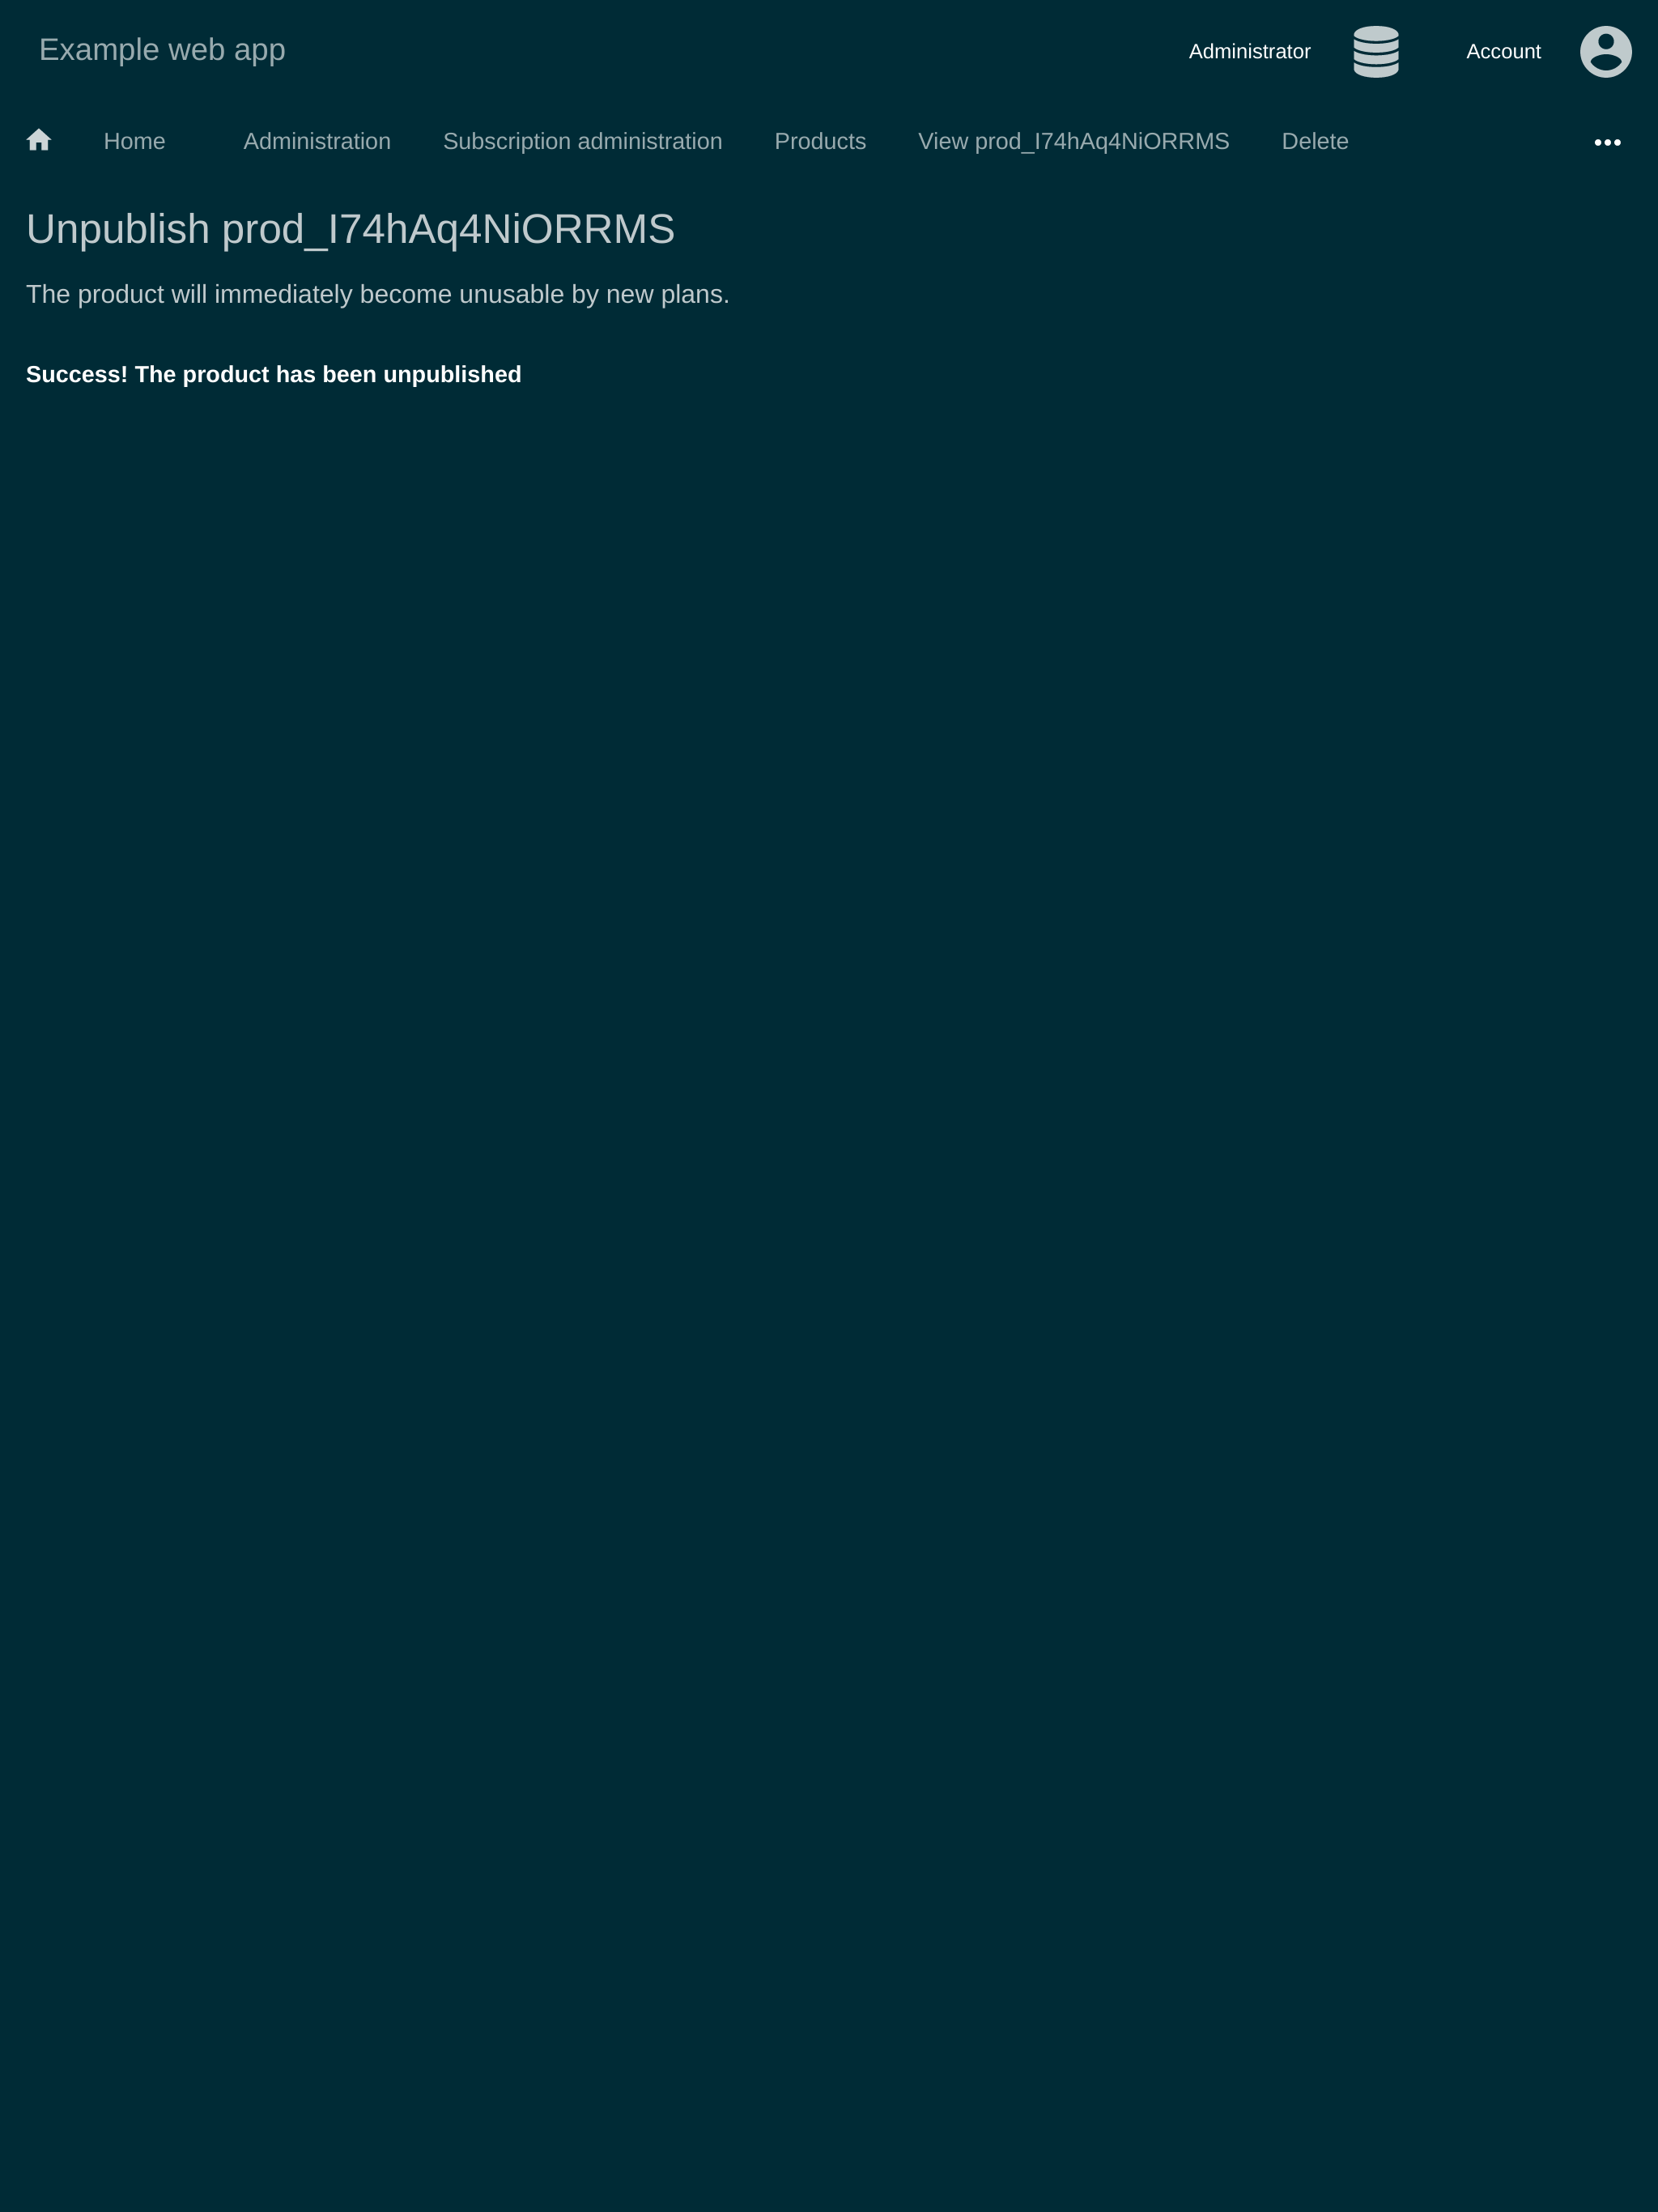 Example web app
Administrator
Account
Home
Administration
Subscription administration
Products
View prod_I74hAq4NiORRMS
Delete
Unpublish prod_I74hAq4NiORRMS
The product will immediately become unusable by new plans.
Success! The product has been unpublished